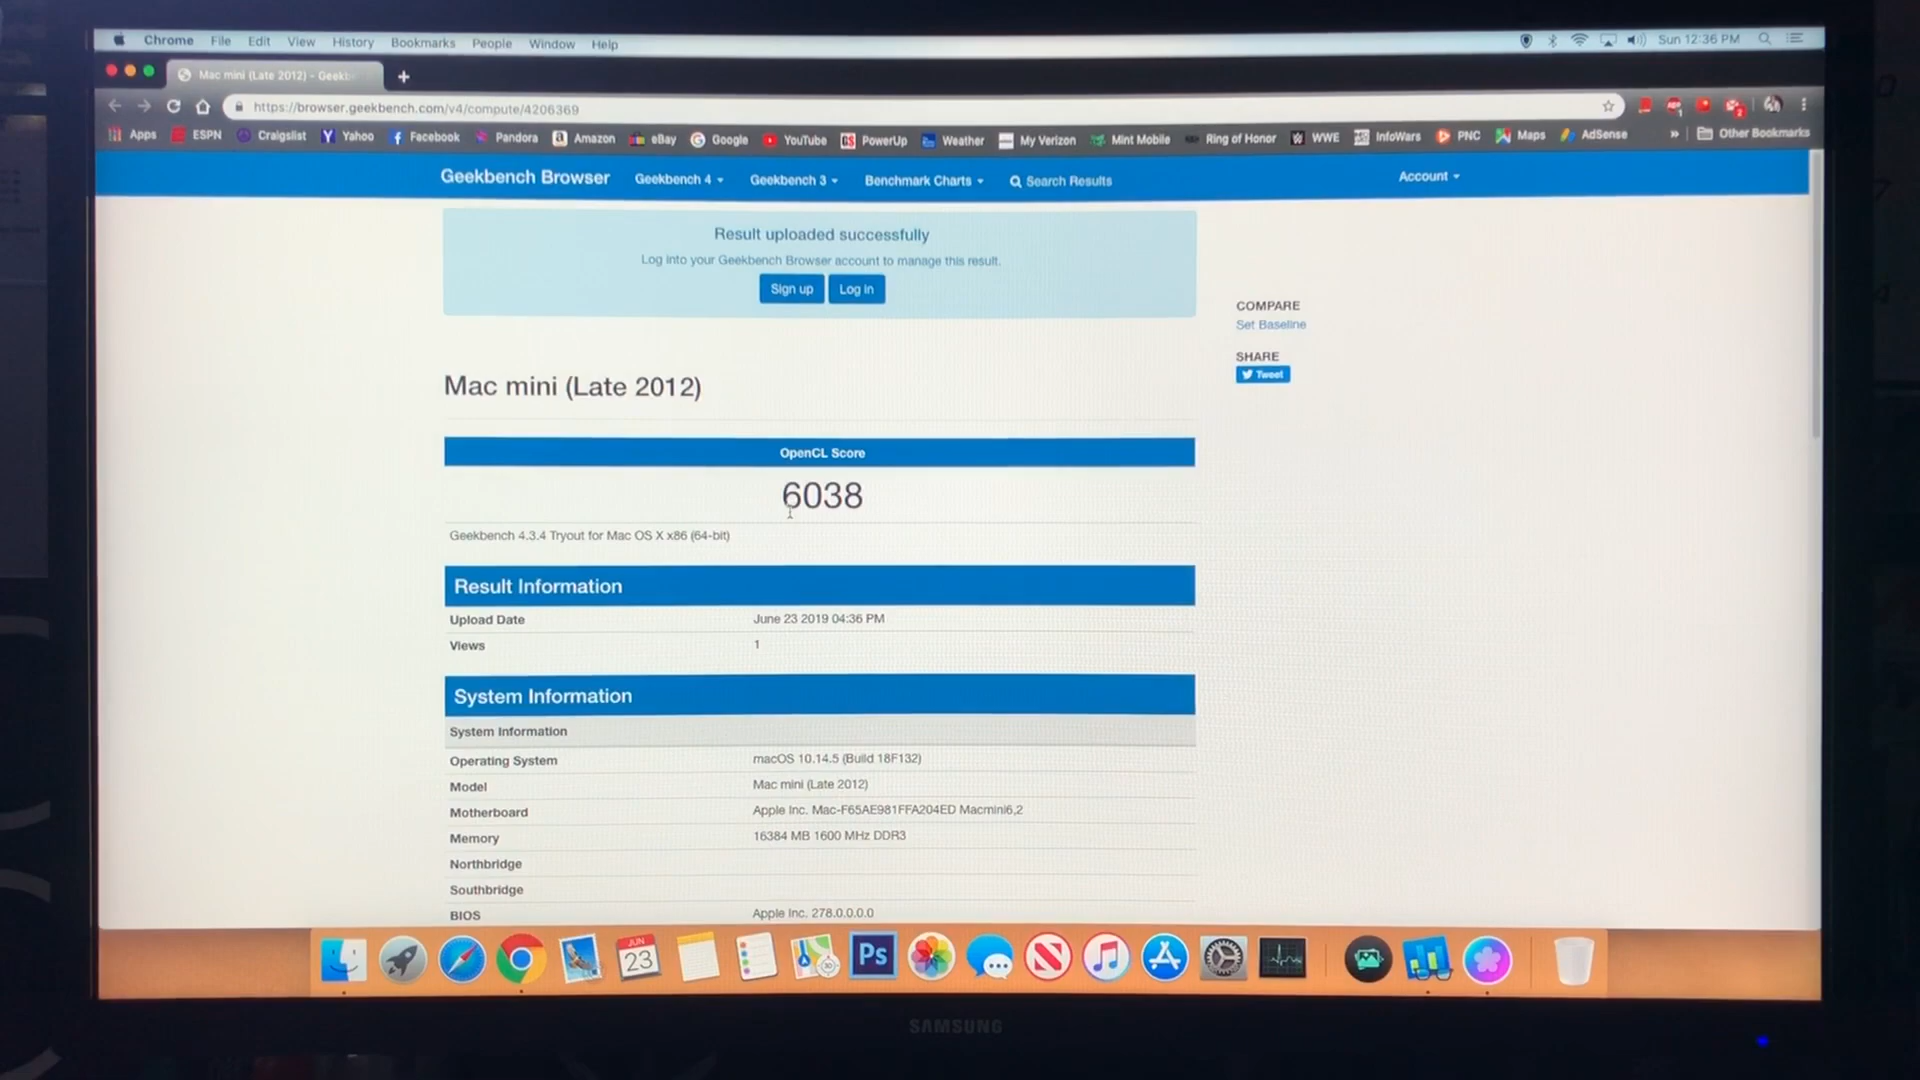 Chrome File Edit View History Bookmarks People Window Help Sun 12:36 PM
Mac mini (Late 2012) - Geekb
https://browser.geekbench.com/v4/compute/4206369
Apps ESPN Craigslist Yahoo Facebook Pandora Amazon eBay Google YouTube PowerUp Weather My Verizon Mint Mobile Ring of Honor WWE InfoWars PNC Maps AdSense » Other Bookmarks
Geekbench Browser Geekbench 4 Geekbench 3 Benchmark Charts Search Results Account
Result uploaded successfully
Log into your Geekbench Browser account to manage this result.
Sign up Log in
COMPARE
Set Baseline
SHARE
Tweet
Mac mini (Late 2012)
OpenCL Score
6038
Geekbench 4.3.4 Tryout for Mac OS X x86 (64-bit)
Result Information
Upload Date June 23 2019 04:36 PM
Views 1
System Information
System Information
Operating System macOS 10.14.5 (Build 18F132)
Model Mac mini (Late 2012)
Motherboard Apple Inc. Mac-F65AE981FFA204ED Macmini6,2
Memory 16384 MB 1600 MHz DDR3
Northbridge
Southbridge
BIOS Apple Inc. 278.0.0.0.0
JUN
23
Ps
SAMSUNG